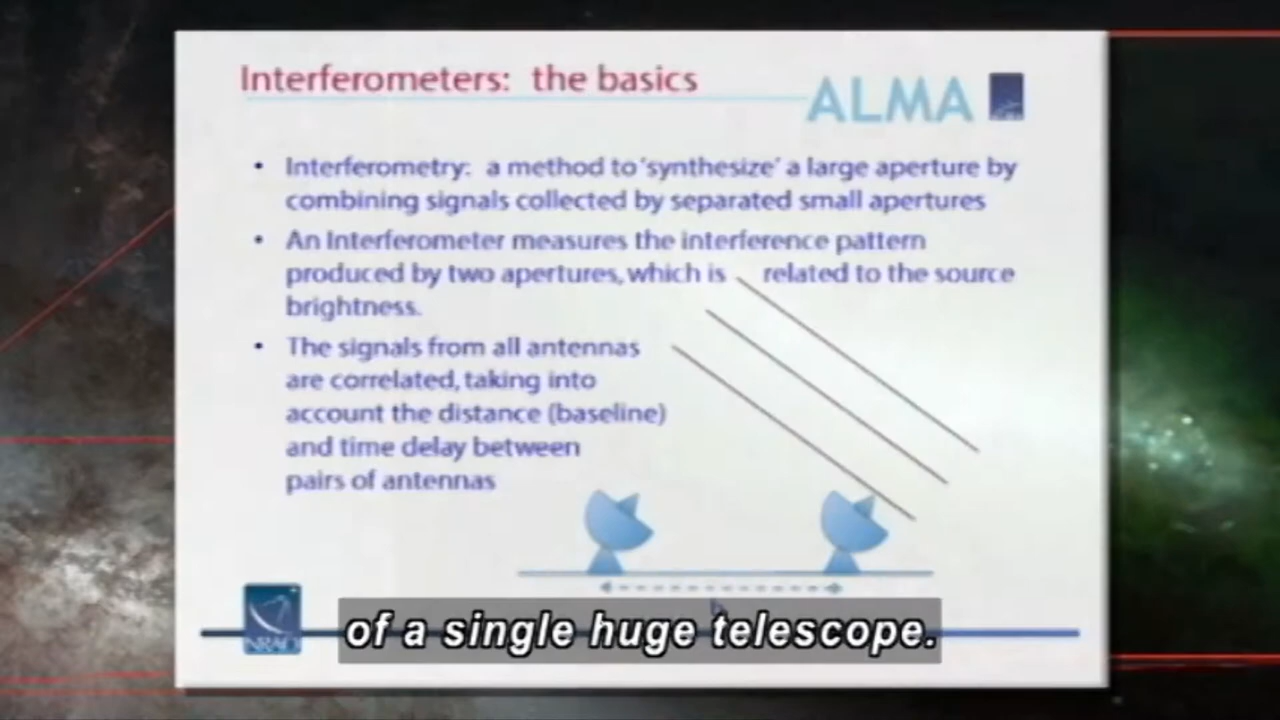 Interferometers: the basics
ALMA
• Interferometry: a method to 'synthesize' a large aperture by
combining signals collected by separated small apertures
• An Interferometer measures the interference pattern
produced by two apertures, which is related to the source
brightness.
• The signals from all antennas
are correlated, taking into
account the distance (baseline)
and time delay between
pairs of antennas
NRAO
of a single huge telescope.